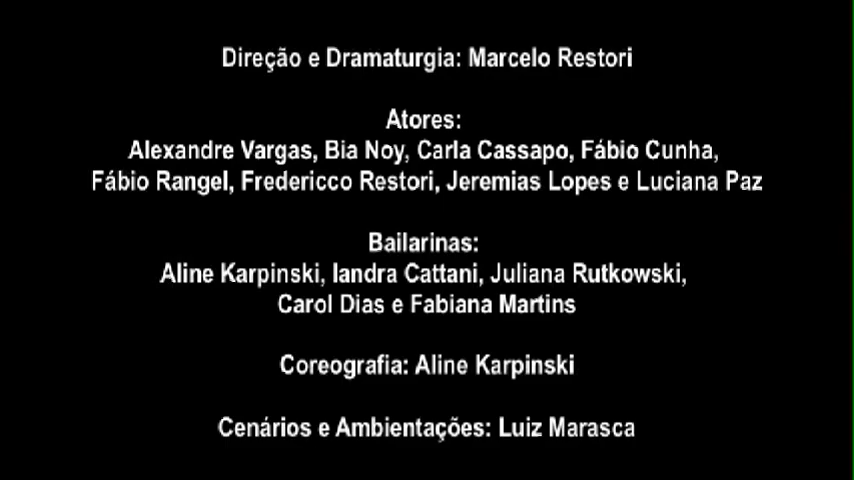 Direção e Dramaturgia: Marcelo Restori
Atores:
Alexandre Vargas, Bia Noy, Carla Cassapo, Fábio Cunha,
Fábio Rangel, Fredericco Restori, Jeremias Lopes e Luciana Paz
Bailarinas:
Aline Karpinski, Iandra Cattani, Juliana Rutkowski,
Carol Dias e Fabiana Martins
Coreografia: Aline Karpinski
Cenários e Ambientações: Luiz Marasca